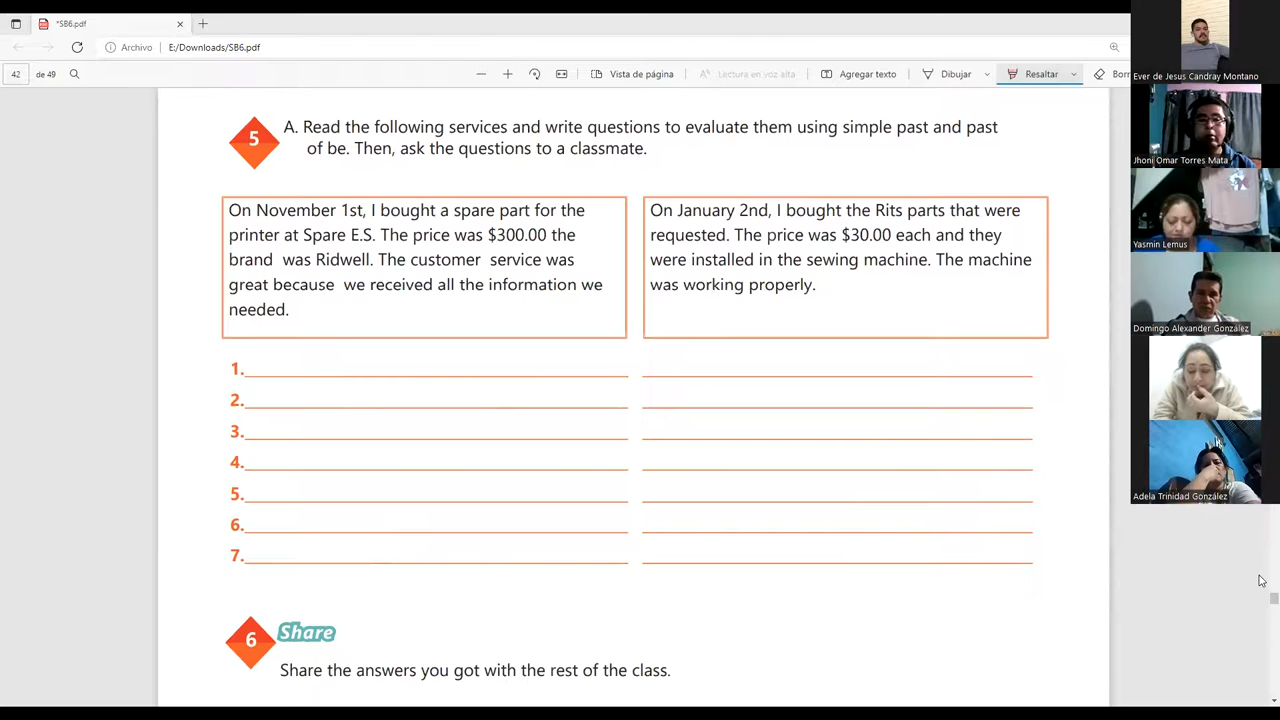 *SB6.pdf
Archivo E:/Downloads/SB6.pdf
42 de 49 Vista de página Lectura en voz alta Agregar texto Dibujar Resaltar Borr
5
A. Read the following services and write questions to evaluate them using simple past and past
of be. Then, ask the questions to a classmate.
On November 1st, I bought a spare part for the
printer at Spare E.S. The price was $300.00 the
brand was Ridwell. The customer service was
great because we received all the information we
needed.
On January 2nd, I bought the Rits parts that were
requested. The price was $30.00 each and they
were installed in the sewing machine. The machine
was working properly.
1.
2.
3.
4.
5.
6.
7.
6
Share
Share the answers you got with the rest of the class.
Ever de Jesus Candray Montano
Jhoni Omar Torres Mata
Yasmin Lemus
Domingo Alexander González
Adela Trinidad González